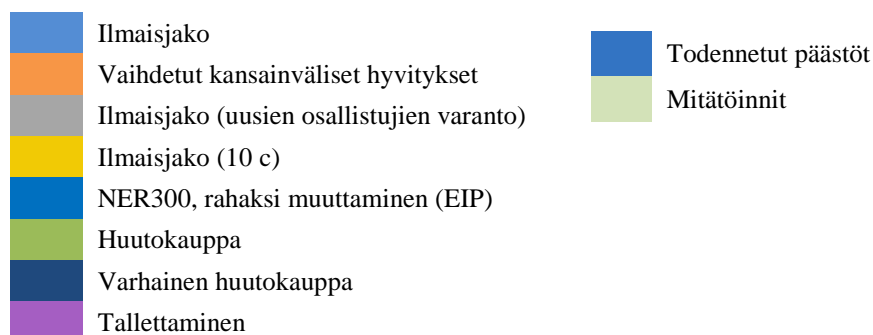 Ilmaisjako
Vaihdetut kansainväliset hyvitykset
Ilmaisjako (uusien osallistujien varanto)
Ilmaisjako (10 c)
NER300, rahaksi muuttaminen (EIP)
Huutokauppa
Varhainen huutokauppa
Tallettaminen
Todennetut päästöt
Mitätöinnit